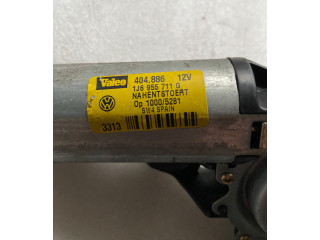 Valeo 404.886 12V
1J6 955 711 G
NAHENTSTOERT
Op 1000/5281
SW4 SPAIN
3313